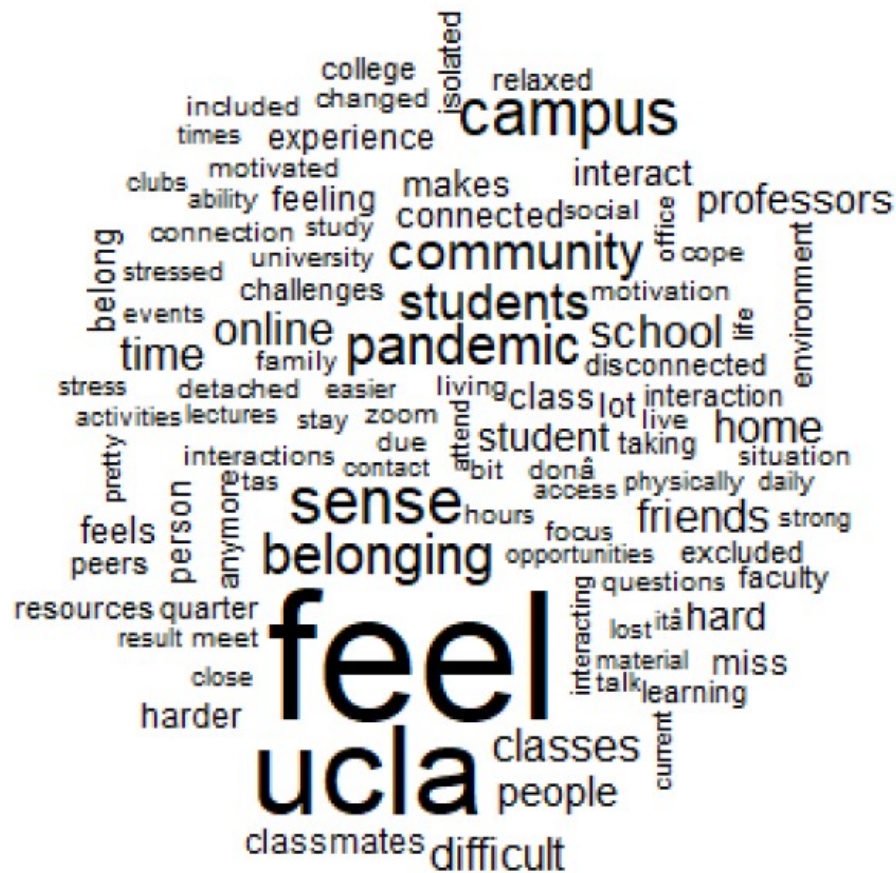 isolated
college
relaxed
included
changed
campus
times
experience
motivated
interact
clubs
ability
feeling
makes
professors
connected
social
office
connection
study
community
cope
belong
stressed
university
environment
challenges
students
motivation
events
online
pandemic
school
life
time
family
disconnected
stress
detached
easier
living
class
lot
interaction
activities
lectures
stay
zoom
attend
student
live
home
due
taking
interactions
contact
bit
donâ
situation
pretty
tas
access
physically
daily
person
anymore
sense
hours
friends
strong
feels
focus
peers
belonging
opportunities
excluded
questions
faculty
resources
quarter
feel
interacting
lost
itâ
hard
result
meet
material
miss
close
talk
learning
harder
ucla
classes
current
people
classmates
difficult